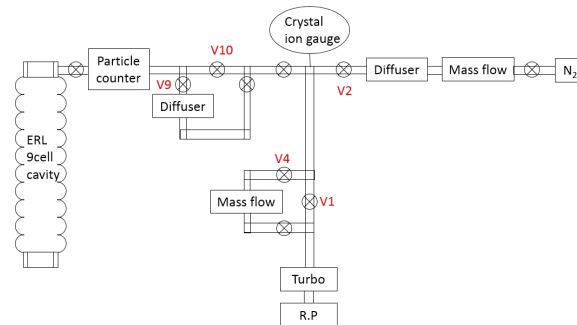 Crystal
ion gauge
Particle
counter
V10
V9
Diffuser
V2
Diffuser
Mass flow
N2
ERL
9cell
cavity
V4
Mass flow
V1
Turbo
R.P